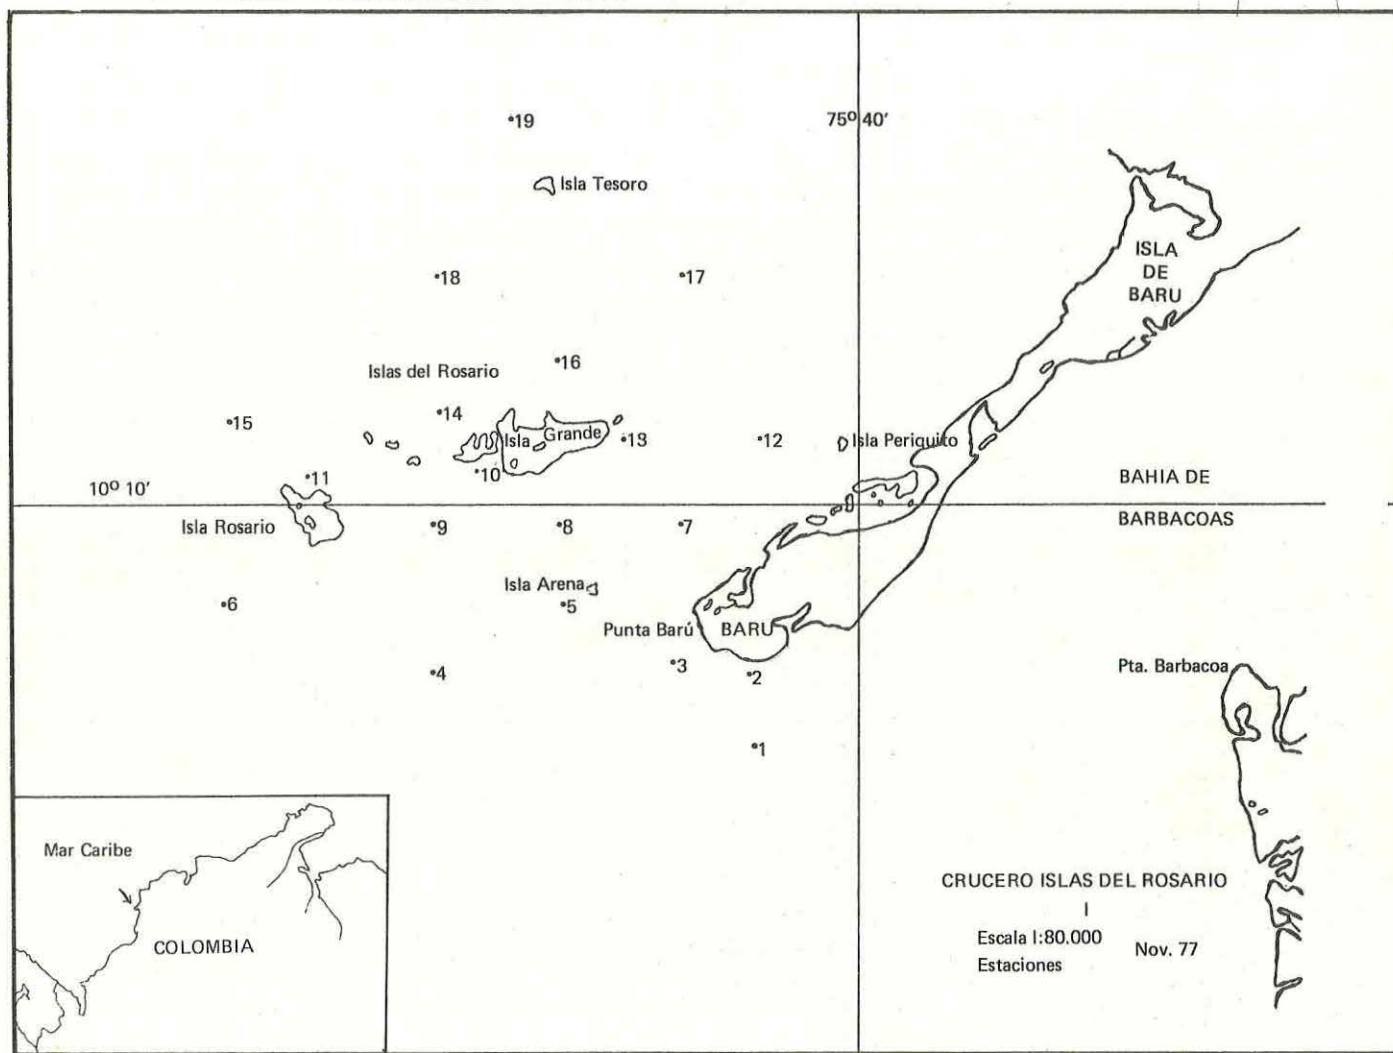 19
75º 40'
Isla Tesoro
ISLA
DE
BARU
18
17
16
Islas del Rosario
14
15
Isla Grande
13
12
Isla Periquito
10
11
10º 10'
BAHIA DE
BARBACOAS
Isla Rosario
9
8
7
Isla Arena
5
6
Punta Barú
BARU
3
2
4
Pta. Barbacoa
1
Mar Caribe
COLOMBIA
CRUCERO ISLAS DEL ROSARIO
I
Escala I:80.000
Nov. 77
Estaciones